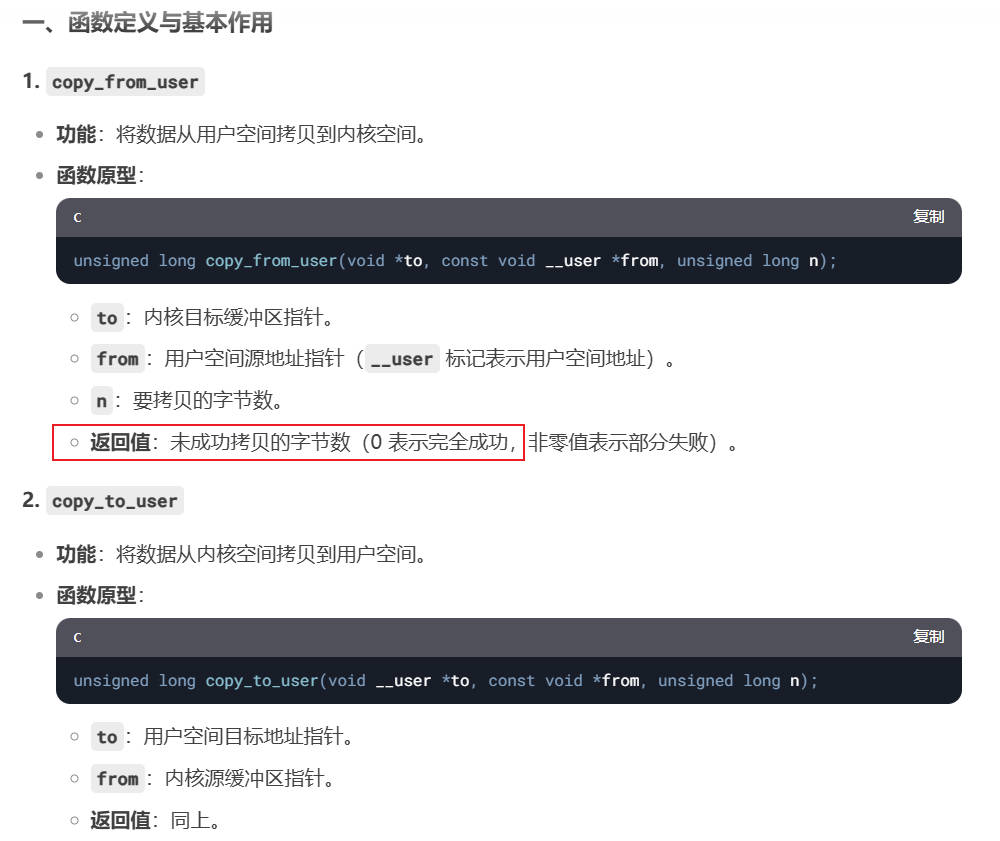 一、函数定义与基本作用
1. copy_from_user
功能：将数据从用户空间拷贝到内核空间。
函数原型：
C 复制
unsigned long copy_from_user(void *to, const void __user *from, unsigned long n);
to：内核目标缓冲区指针。
from：用户空间源地址指针（__user 标记表示用户空间地址）。
n：要拷贝的字节数。
返回值：未成功拷贝的字节数（0 表示完全成功，非零值表示部分失败）。
2. copy_to_user
功能：将数据从内核空间拷贝到用户空间。
函数原型：
C 复制
unsigned long copy_to_user(void __user *to, const void *from, unsigned long n);
to：用户空间目标地址指针。
from：内核源缓冲区指针。
返回值：同上。